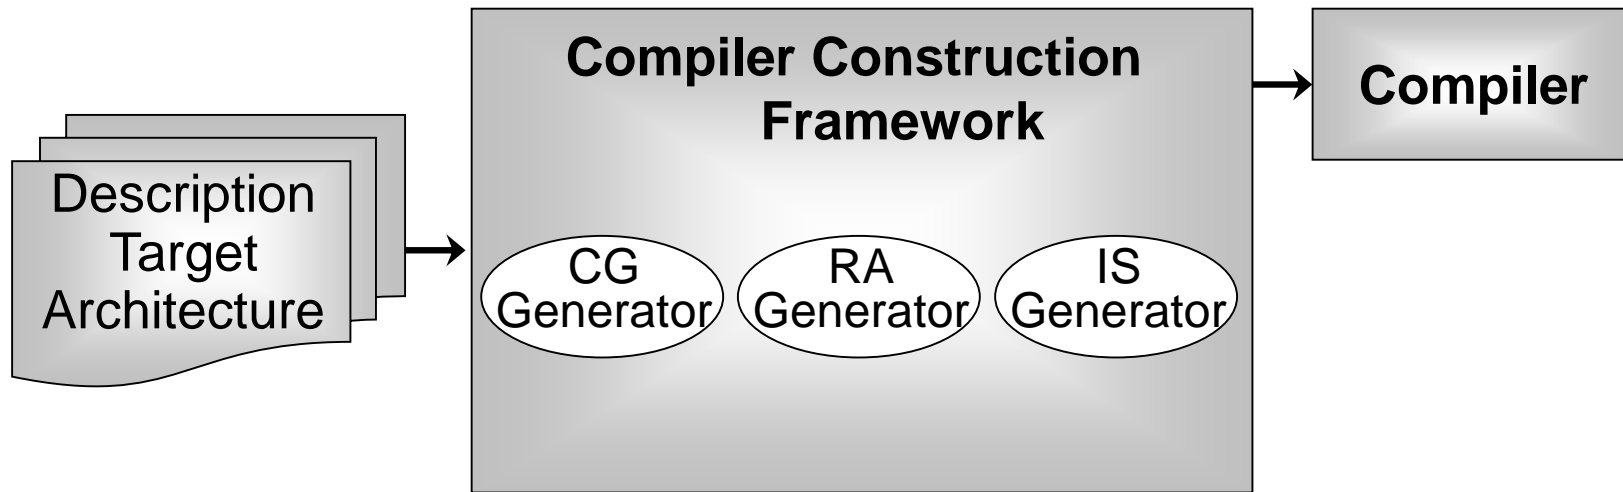 Description
Target
Architecture
Compiler Construction
Framework
CG
Generator
RA
Generator
IS
Generator
Compiler